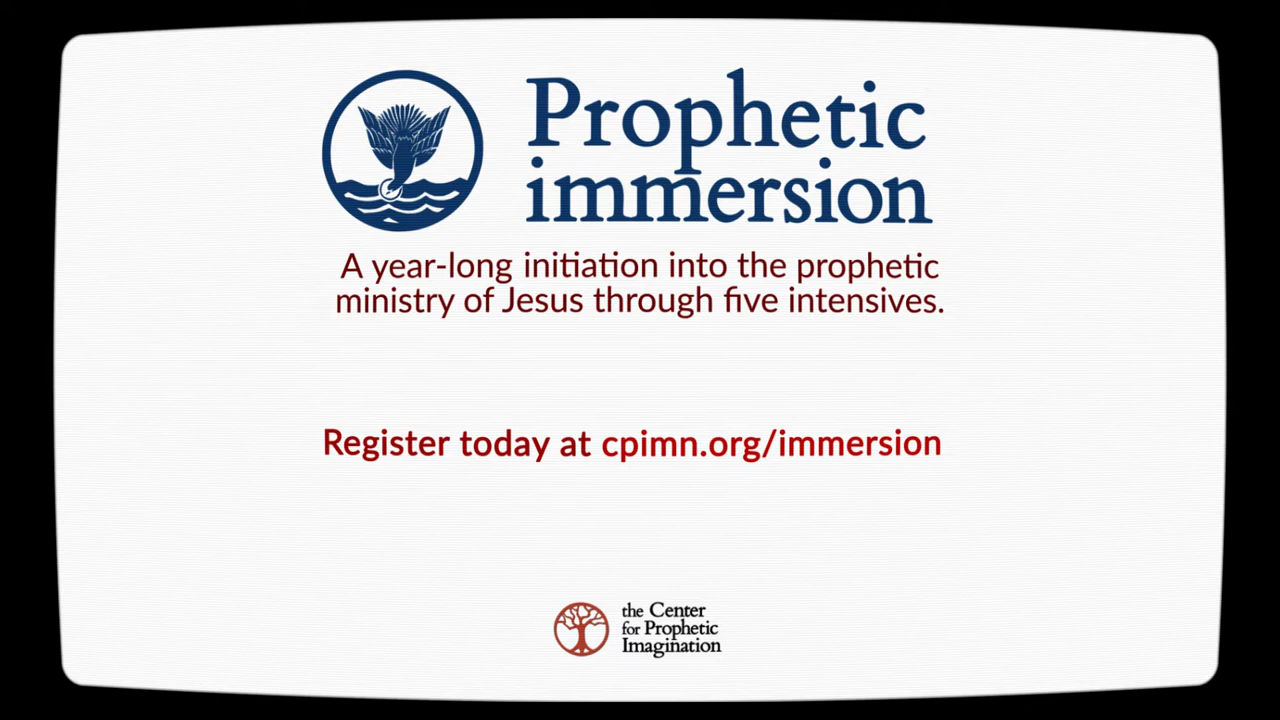 Prophetic
immersion
A year-long initiation into the prophetic
ministry of Jesus through five intensives.
Register today at cpimn.org/immersion
the Center
for Prophetic
Imagination